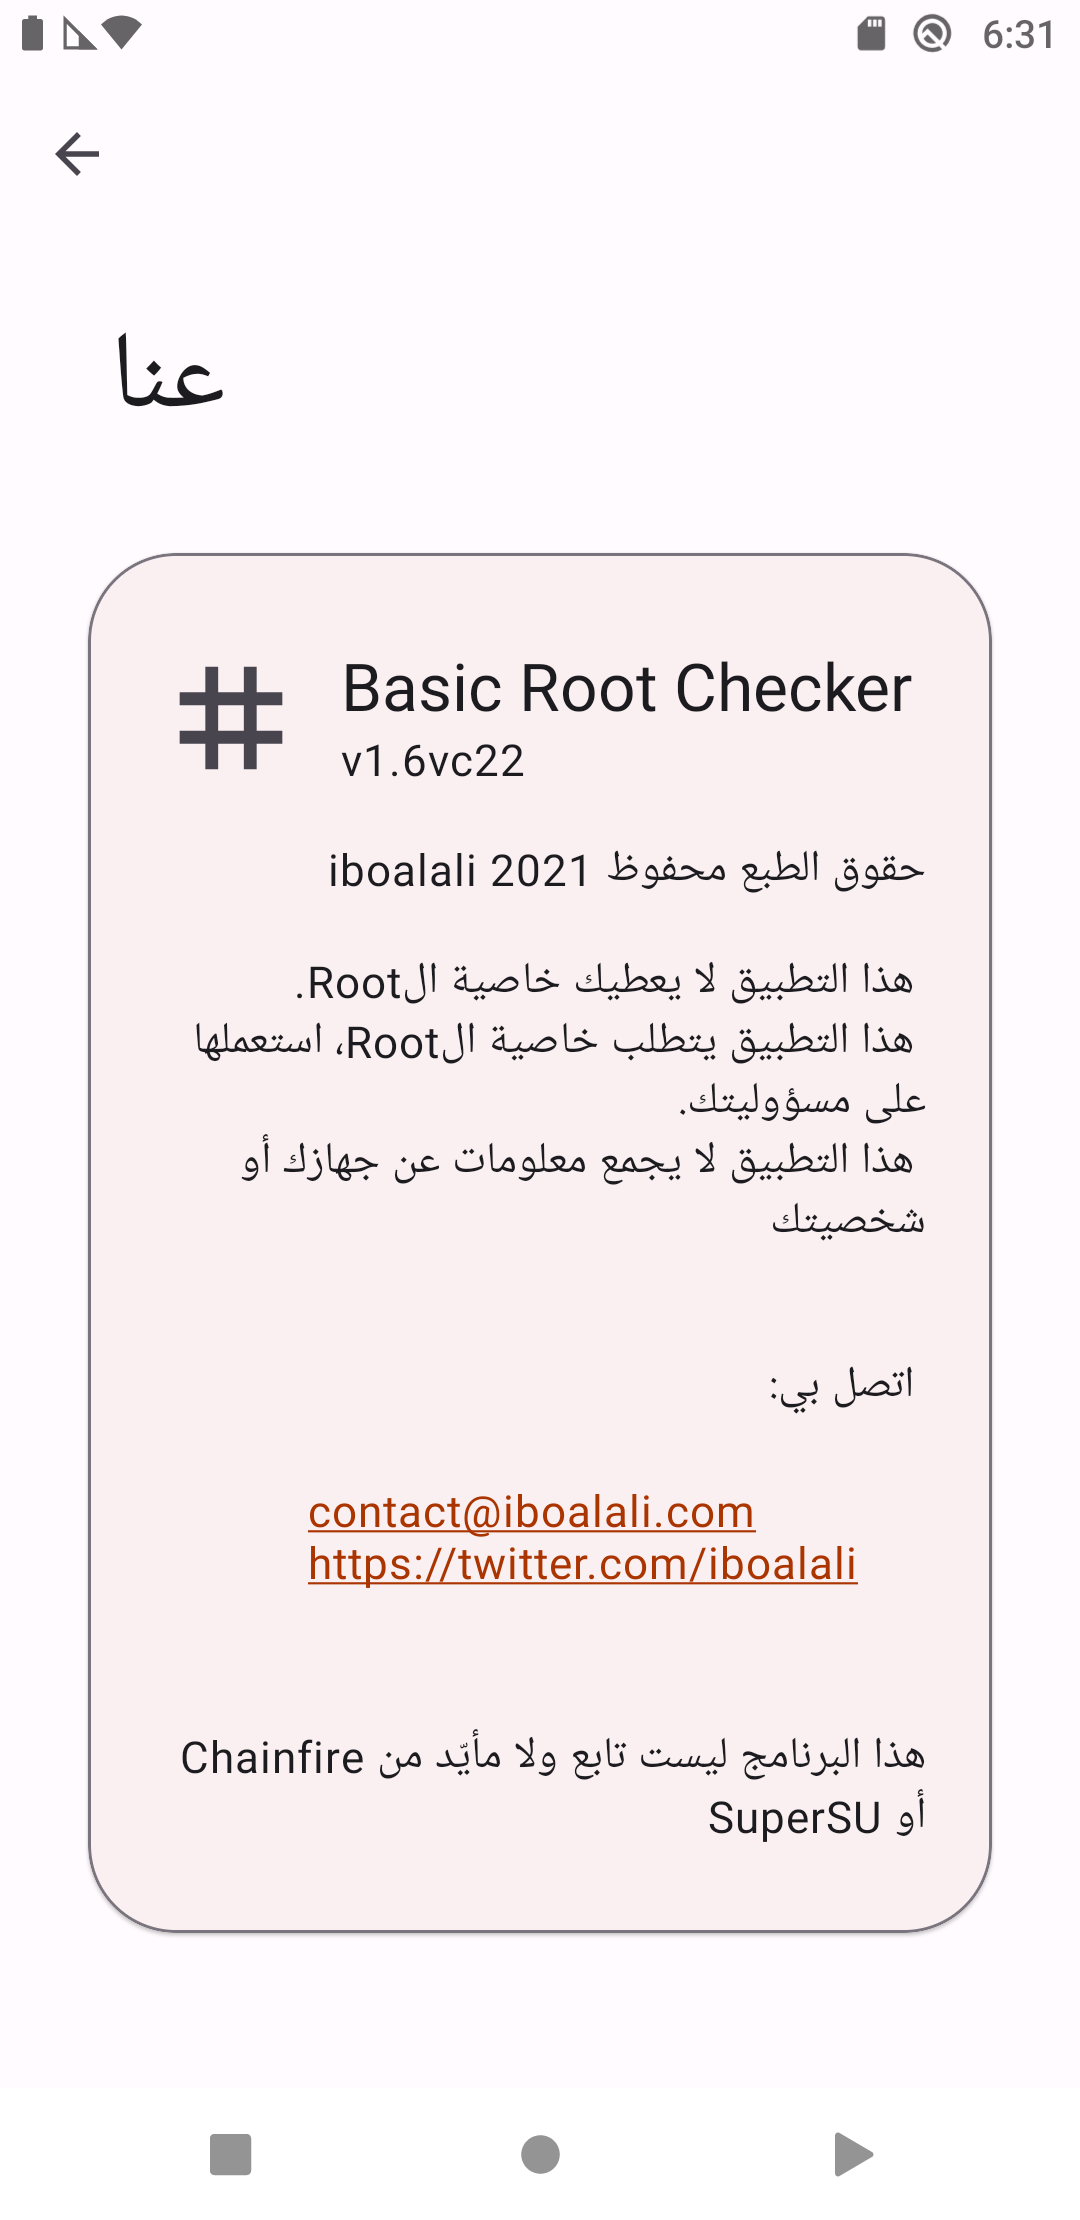 6:31
عنا
Basic Root Checker
v1.6vc22
حقوق الطبع محفوظ iboalali 2021
هذا التطبيق لا يعطيك خاصية الRoot.
هذا التطبيق يتطلب خاصية الRoot، استعملها
على مسؤوليتك.
هذا التطبيق لا يجمع معلومات عن جهازك أو
شخصيتك
اتصل بي:
contact@iboalali.com
https://twitter.com/iboalali
هذا البرنامج ليست تابع ولا مأيّد من Chainfire
أو SuperSU